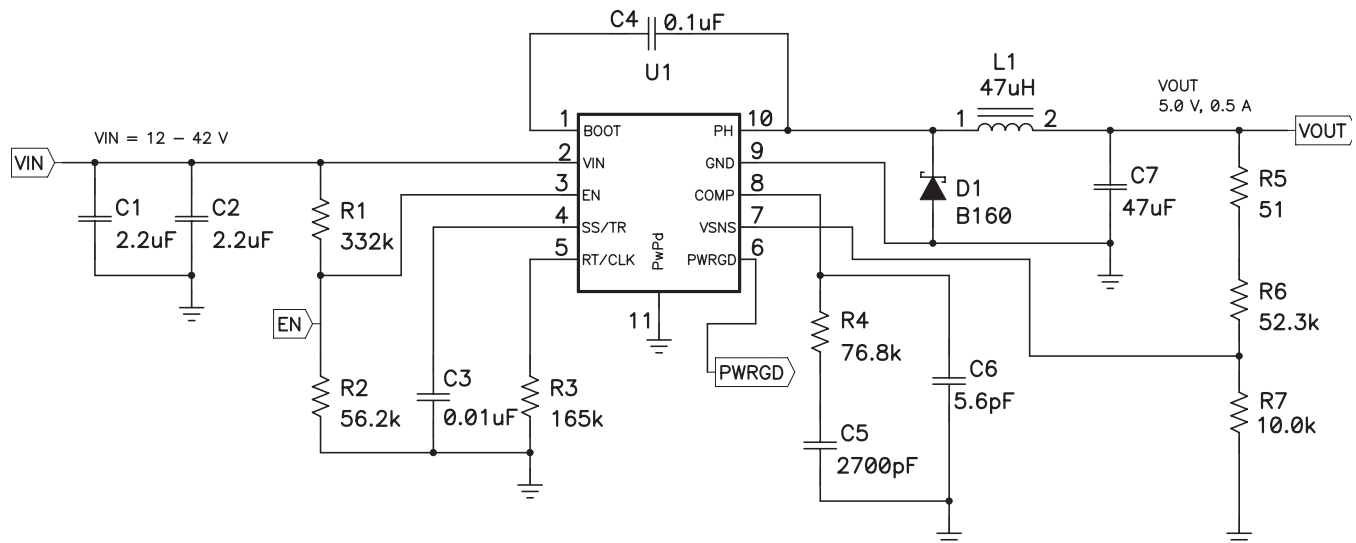 C4 0.1uF
U1
L1
47uH
VOUT
5.0 V, 0.5 A
1 BOOT PH 10
1 2
VOUT
VIN = 12 – 42 V
VIN
2 VIN GND 9
3 EN COMP 8
4 SS/TR VSNS 7
5 RT/CLK PWRGD 6
PwPd
11
C1
2.2uF
C2
2.2uF
R1
332k
D1
B160
C7
47uF
R5
51
EN
R6
52.3k
R4
76.8k
PWRGD
R2
56.2k
C3
0.01uF
R3
165k
C6
5.6pF
R7
10.0k
C5
2700pF